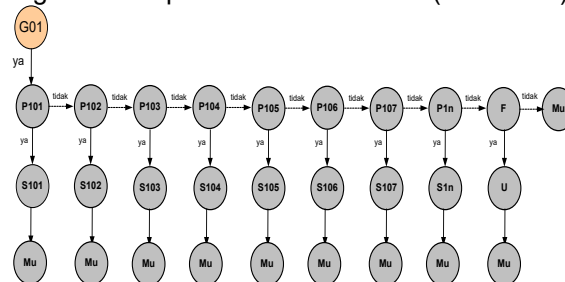 G01
ya
tidak tidak tidak tidak tidak tidak tidak tidak tidak
P101 P102 P103 P104 P105 P106 P107 P1n F Mu
ya ya ya ya ya ya ya ya ya
S101 S102 S103 S104 S105 S106 S107 S1n U
Mu Mu Mu Mu Mu Mu Mu Mu Mu